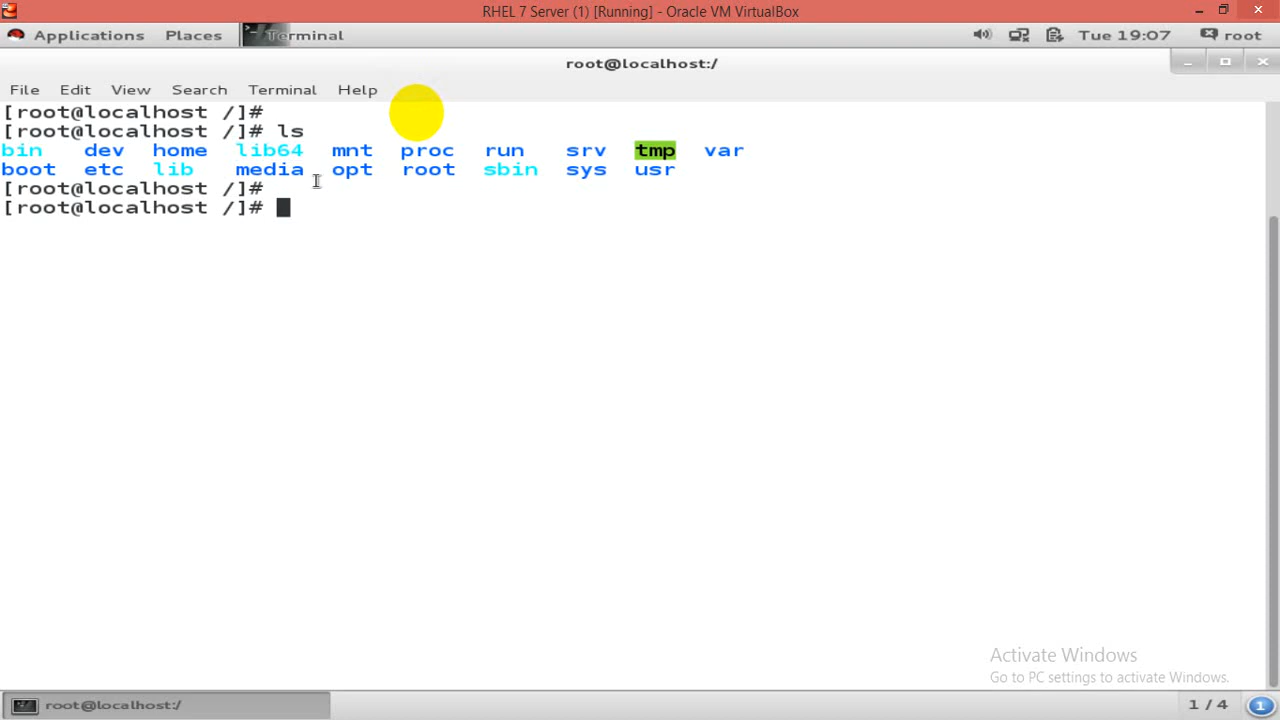 RHEL 7 Server (1) [Running] - Oracle VM VirtualBox
Applications Places Terminal Tue 19:07 root
root@localhost:/
File Edit View Search Terminal Help
[root@localhost /]#
[root@localhost /]# ls
bin dev home lib64 mnt proc run srv tmp var
boot etc lib media opt root sbin sys usr
[root@localhost /]#
[root@localhost /]#
Activate Windows
Go to PC settings to activate Windows.
root@localhost:/ 1 / 4 1